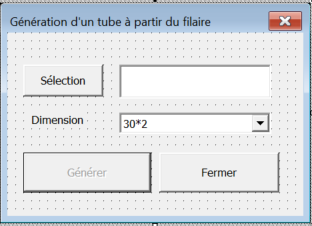 Génération d'un tube à partir du filaire
Sélection
Dimension
30*2
Générer
Fermer